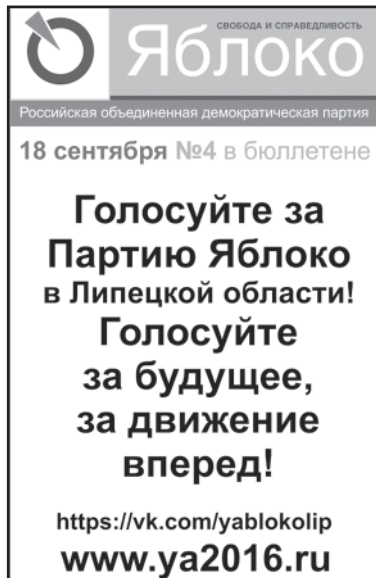 СВОБОДА И СПРАВЕДЛИВОСТЬ
Яблоко
Российская объединенная демократическая партия
18 сентября №4 в бюллетене
Голосуйте за
Партию Яблоко
в Липецкой области!
Голосуйте
за будущее,
за движение
вперед!
https://vk.com/yablokolip
www.ya2016.ru